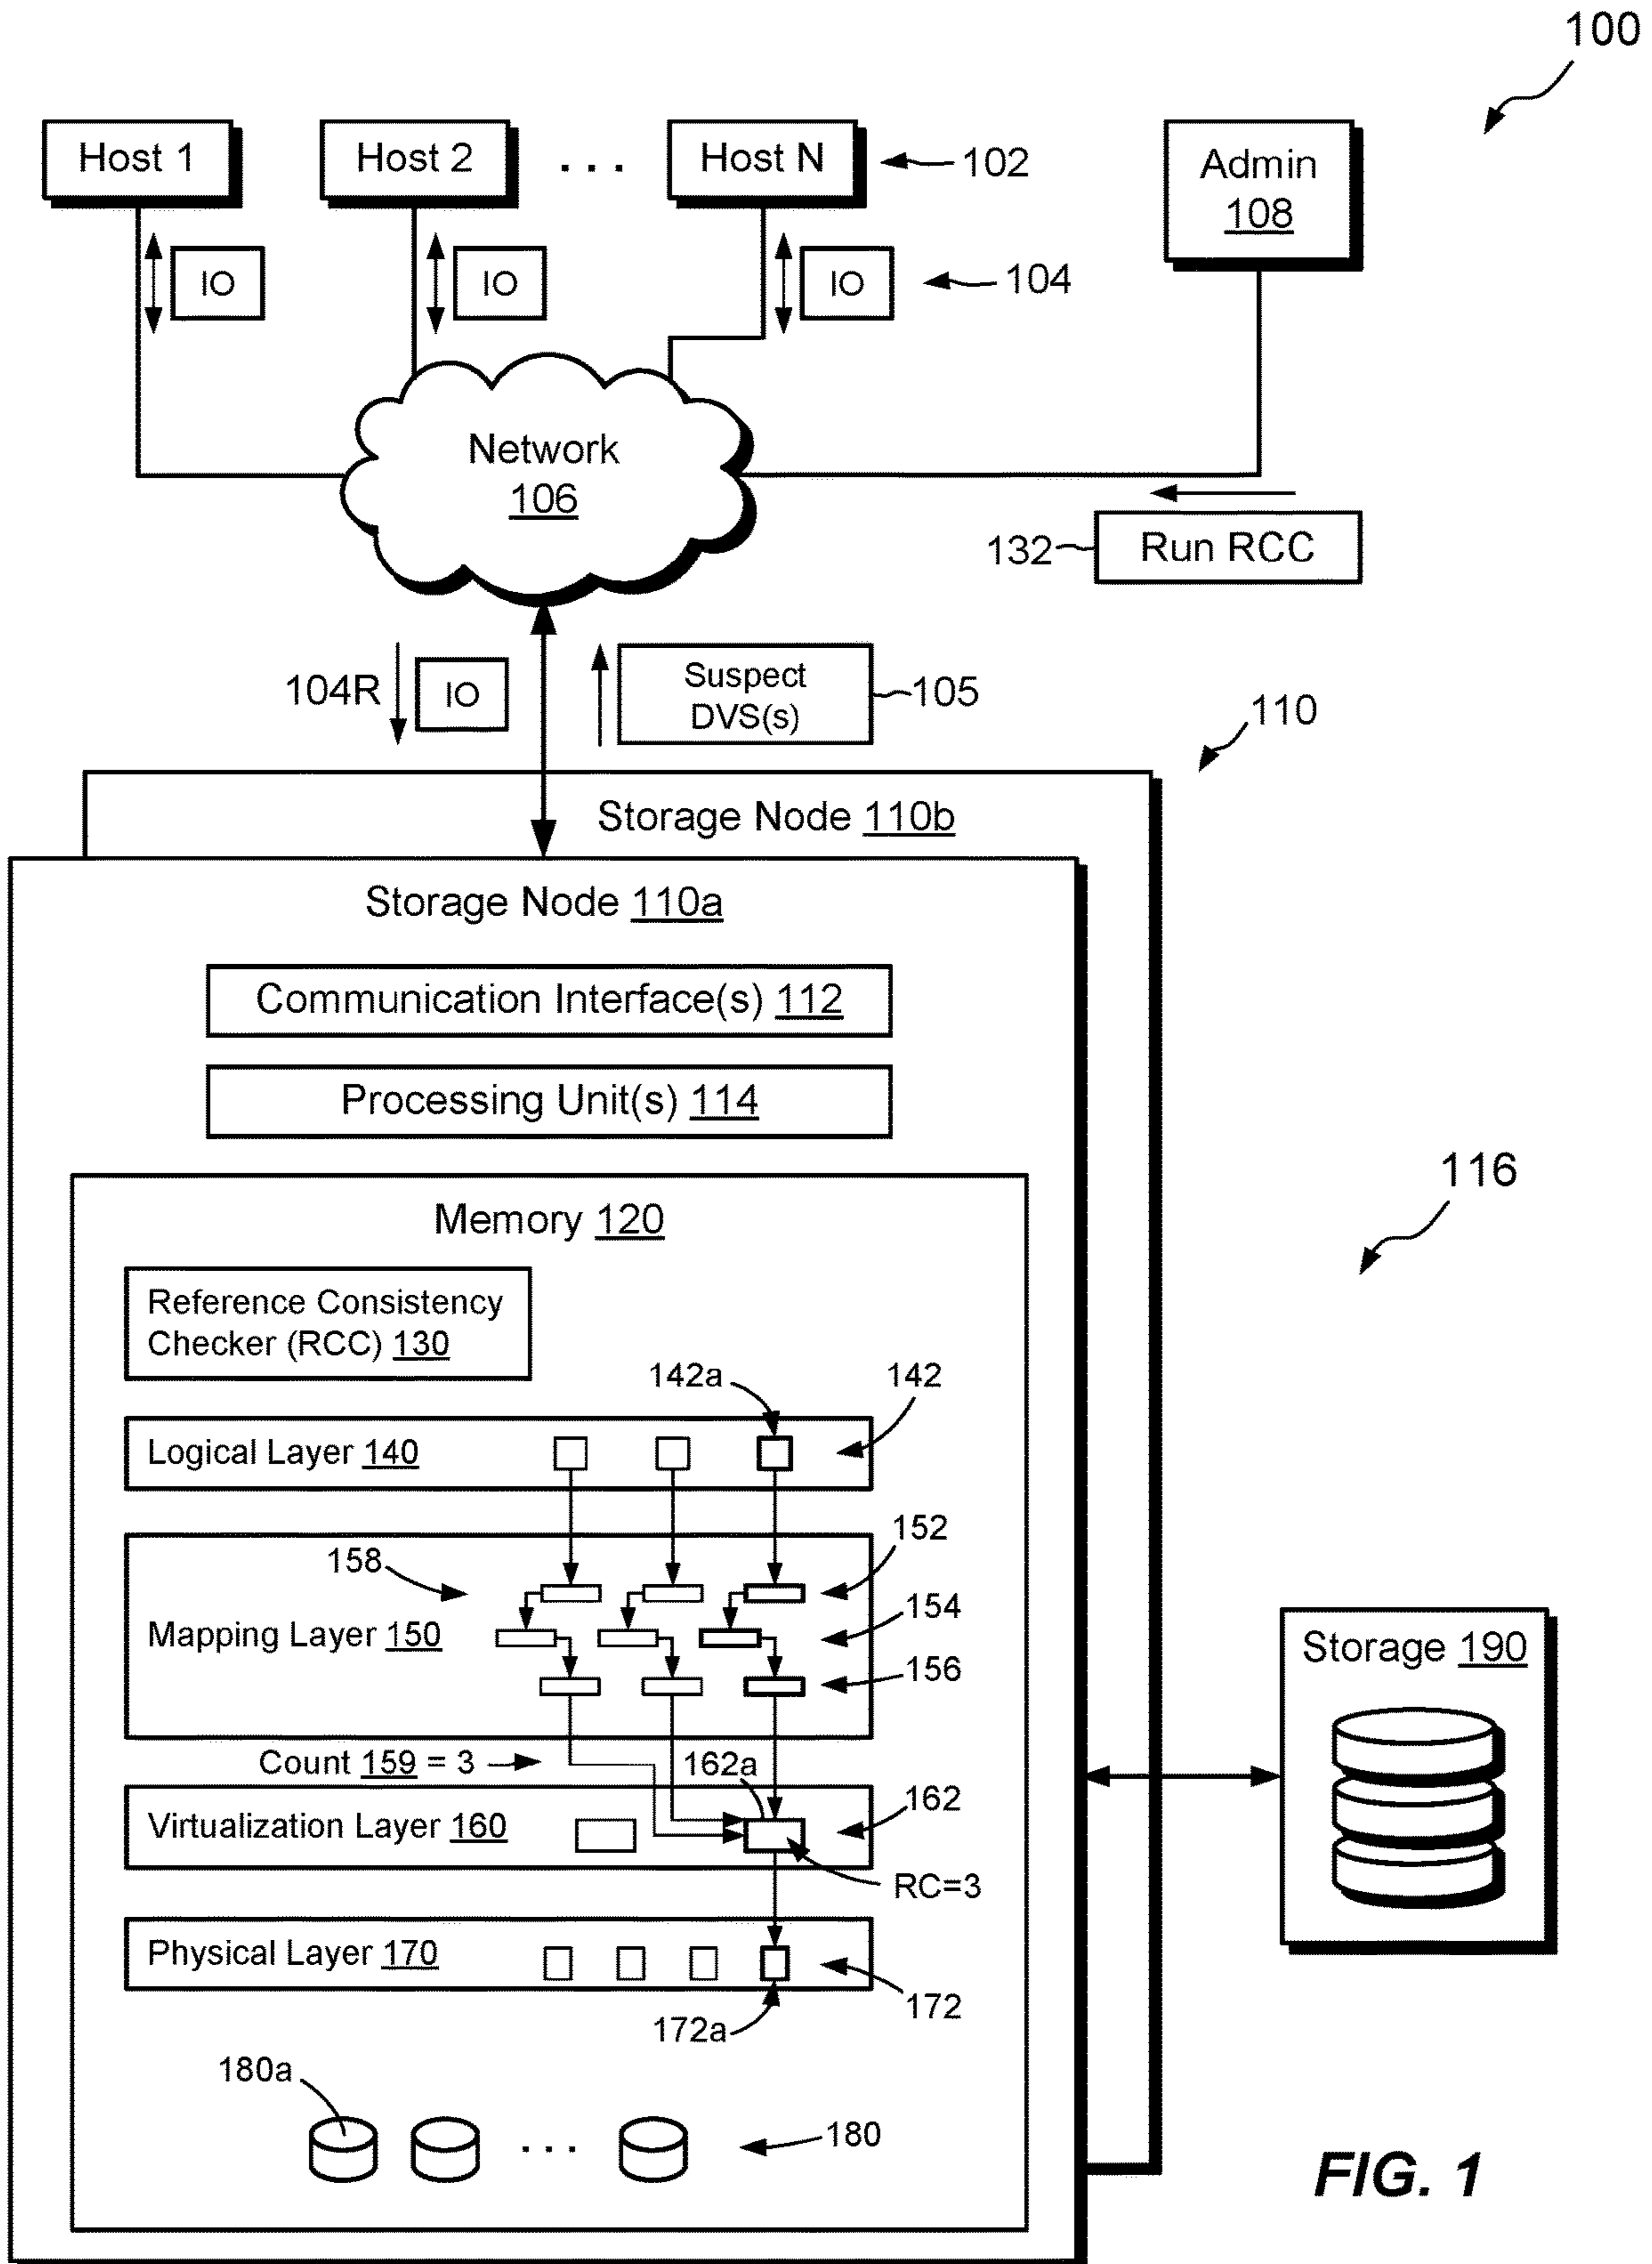 100
Host 1
Host 2
. . .
Host N
102
Admin
108
IO
IO
IO
104
Network
106
132
Run RCC
104R
IO
Suspect
DVS(s)
105
110
Storage Node 110b
Storage Node 110a
Communication Interface(s) 112
Processing Unit(s) 114
116
Memory 120
Reference Consistency
Checker (RCC) 130
142a
142
Logical Layer 140
152
158
154
Mapping Layer 150
156
Storage 190
Count 159 = 3
162a
162
Virtualization Layer 160
RC=3
Physical Layer 170
172
172a
180a
. . .
180
FIG. 1